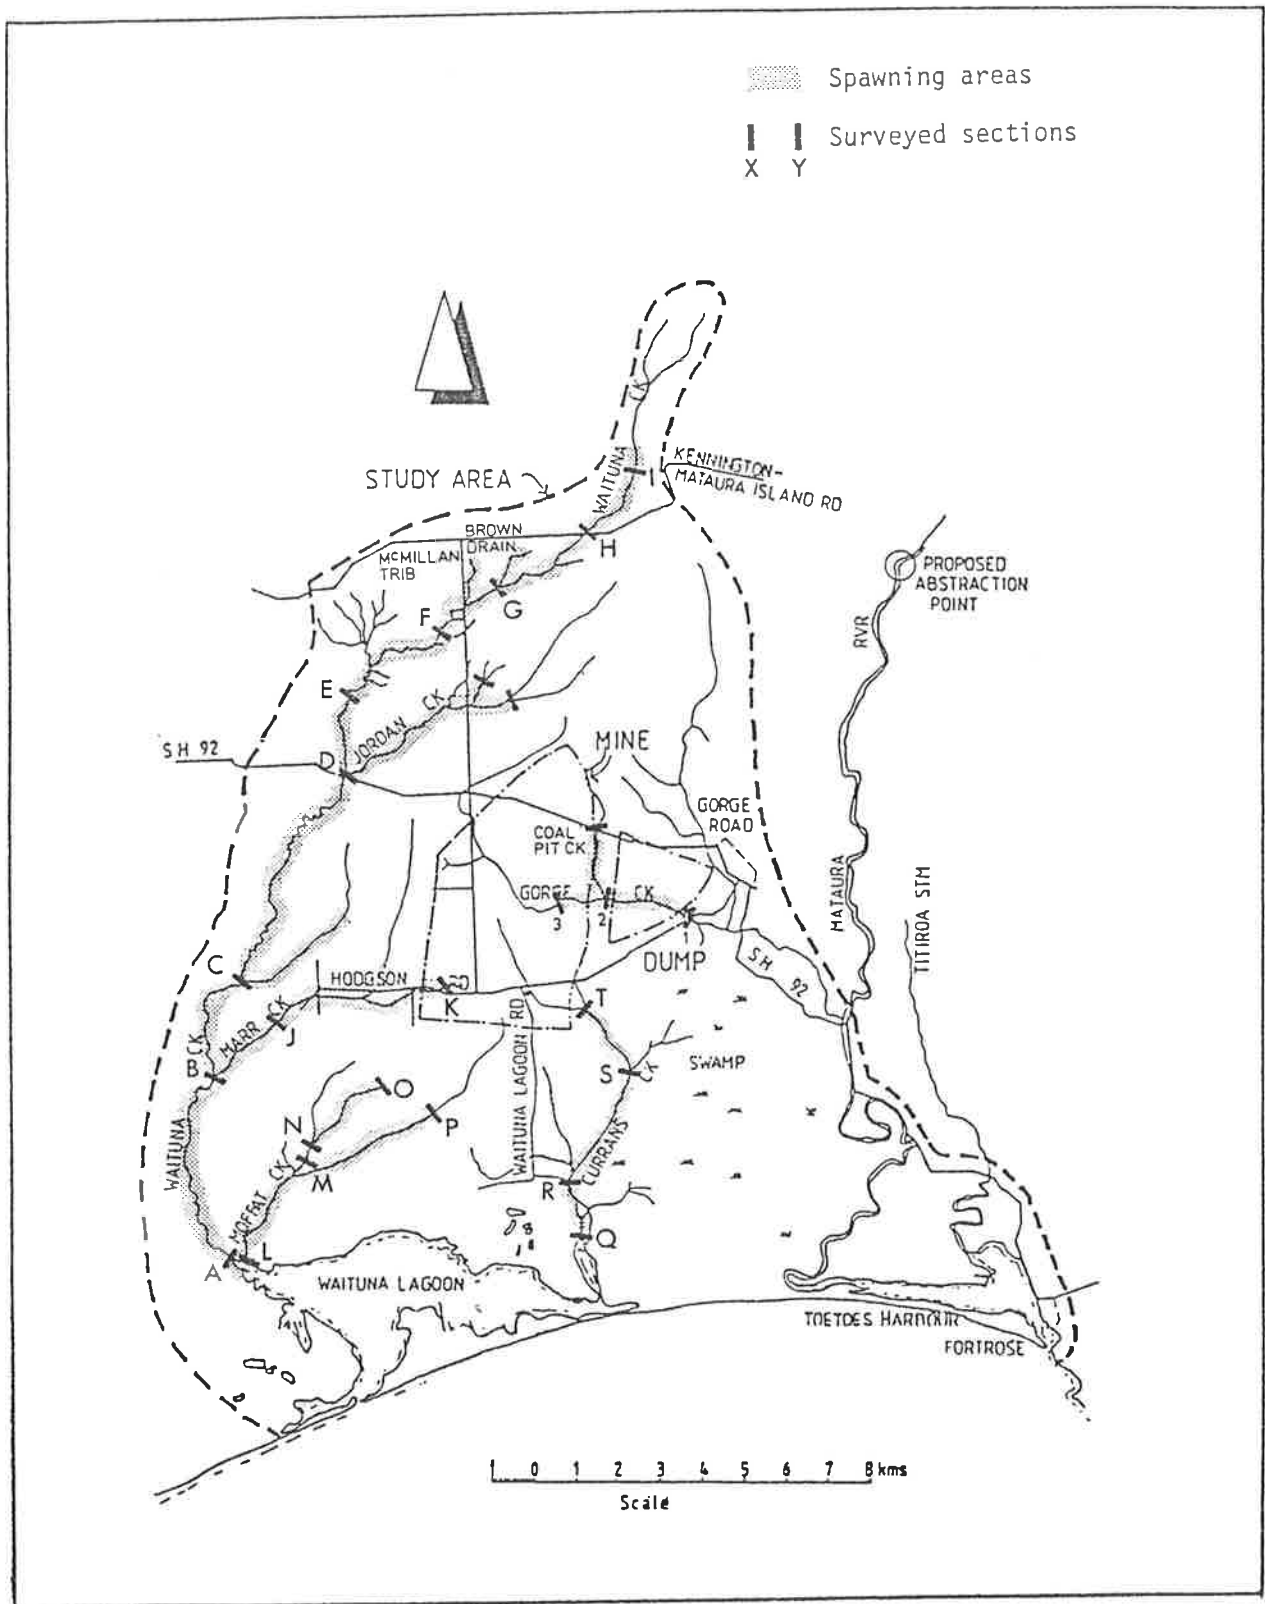 Spawning areas
Surveyed sections
X Y
STUDY AREA
WAITUNA
CK
I
KENNINGTON-
MATAURA ISLAND RD
BROWN
DRAIN
H
McMILLAN
TRIB
G
F
E
PROPOSED
ABSTRACTION
POINT
RVR
MATAURA
TITIROA STM
JORDAN CK
SH 92
D
MINE
GORGE
ROAD
COAL
PIT CK
GORGE CK
3
2
1
DUMP
SH 92
C
HODGSON RD
K
T
MARR CK
J
B
WAITUNA CK
S
CURRANS CK
SWAMP
WAITUNA LAGOON RD
O
P
N
M
MOFFAT CK
R
Q
A
L
WAITUNA LAGOON
TOETOES HARBOUR
FORTROSE
1 0 1 2 3 4 5 6 7 8 kms
Scale